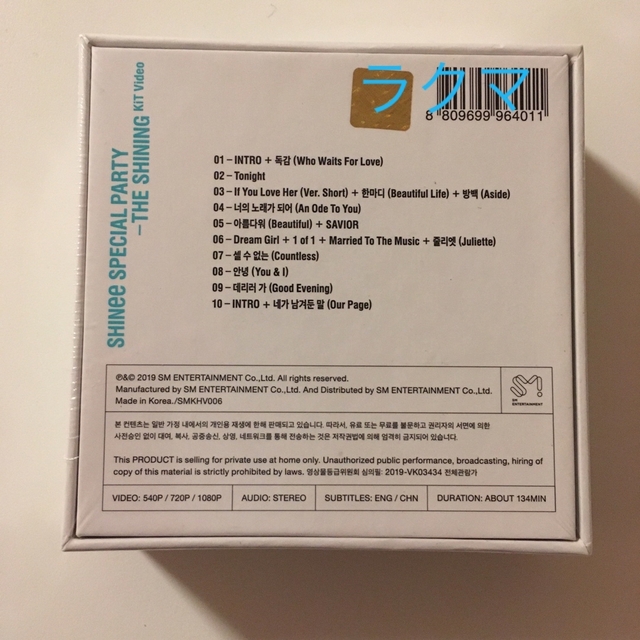 SHINee SPECIAL PARTY
–THE SHINING KiT Video
ラクマ
8 809699 964011
01 – INTRO + 독감 (Who Waits For Love)
02 – Tonight
03 – If You Love Her (Ver. Short) + 한마디 (Beautiful Life) + 방백 (Aside)
04 – 너의 노래가 되어 (An Ode To You)
05 – 아름다워 (Beautiful) + SAVIOR
06 – Dream Girl + 1 of 1 + Married To The Music + 줄리엣 (Juliette)
07 – 셀 수 없는 (Countless)
08 – 안녕 (You & I)
09 – 데리러 가 (Good Evening)
10 – INTRO + 네가 남겨둔 말 (Our Page)
℗&© 2019 SM ENTERTAINMENT Co.,Ltd. All rights reserved.
Manufactured by SM ENTERTAINMENT Co.,Ltd. And Distributed by SM ENTERTAINMENT Co.,Ltd.
Made in Korea./SMKHV006
SM
ENTERTAINMENT
본 컨텐츠는 일반 가정 내에서의 개인용 재생에 한해 판매되고 있습니다. 따라서, 유료 또는 무료를 불문하고 권리자의 서면에 의한
사전승인 없이 대여, 복사, 공중송신, 상영, 네트워크를 통해 전송하는 것은 저작권법에 의해 엄격히 금지되어 있습니다.
This PRODUCT is selling for private use at home only. Unauthorized public performance, broadcasting, hiring of
copy of this material is strictly prohibited by laws. 영상물등급위원회 심의필: 2019-VK03434 전체관람가
VIDEO: 540P / 720P / 1080P
AUDIO: STEREO
SUBTITLES: ENG / CHN
DURATION: ABOUT 134MIN